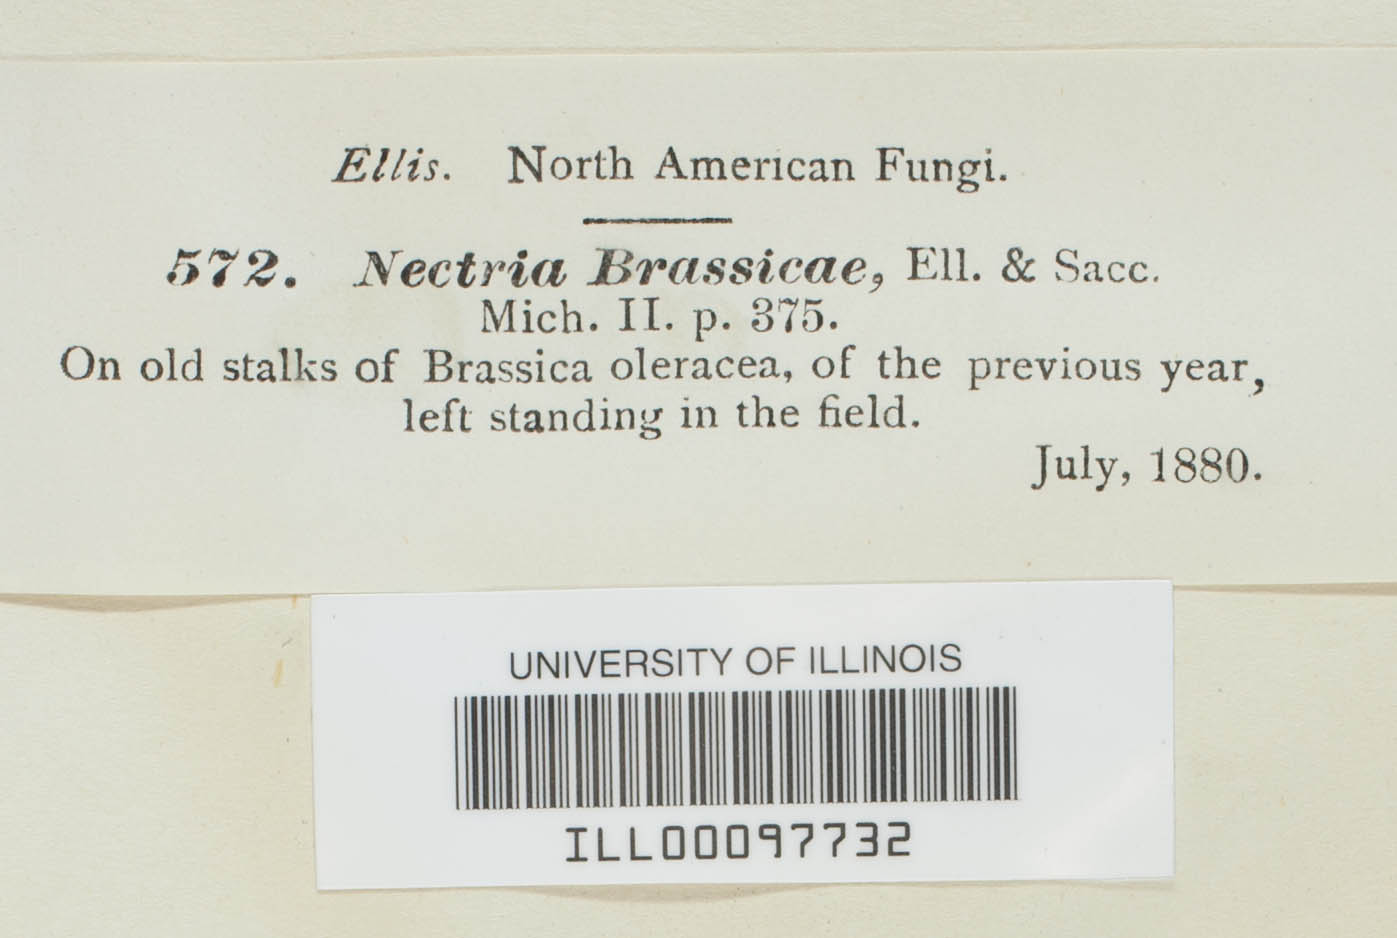 Ellis. North American Fungi.
572. Nectria Brassicae, Ell. & Sacc.
Mich. II. p. 375.
On old stalks of Brassica oleracea, of the previous year,
left standing in the field.
July, 1880.
UNIVERSITY OF ILLINOIS
ILL00097732